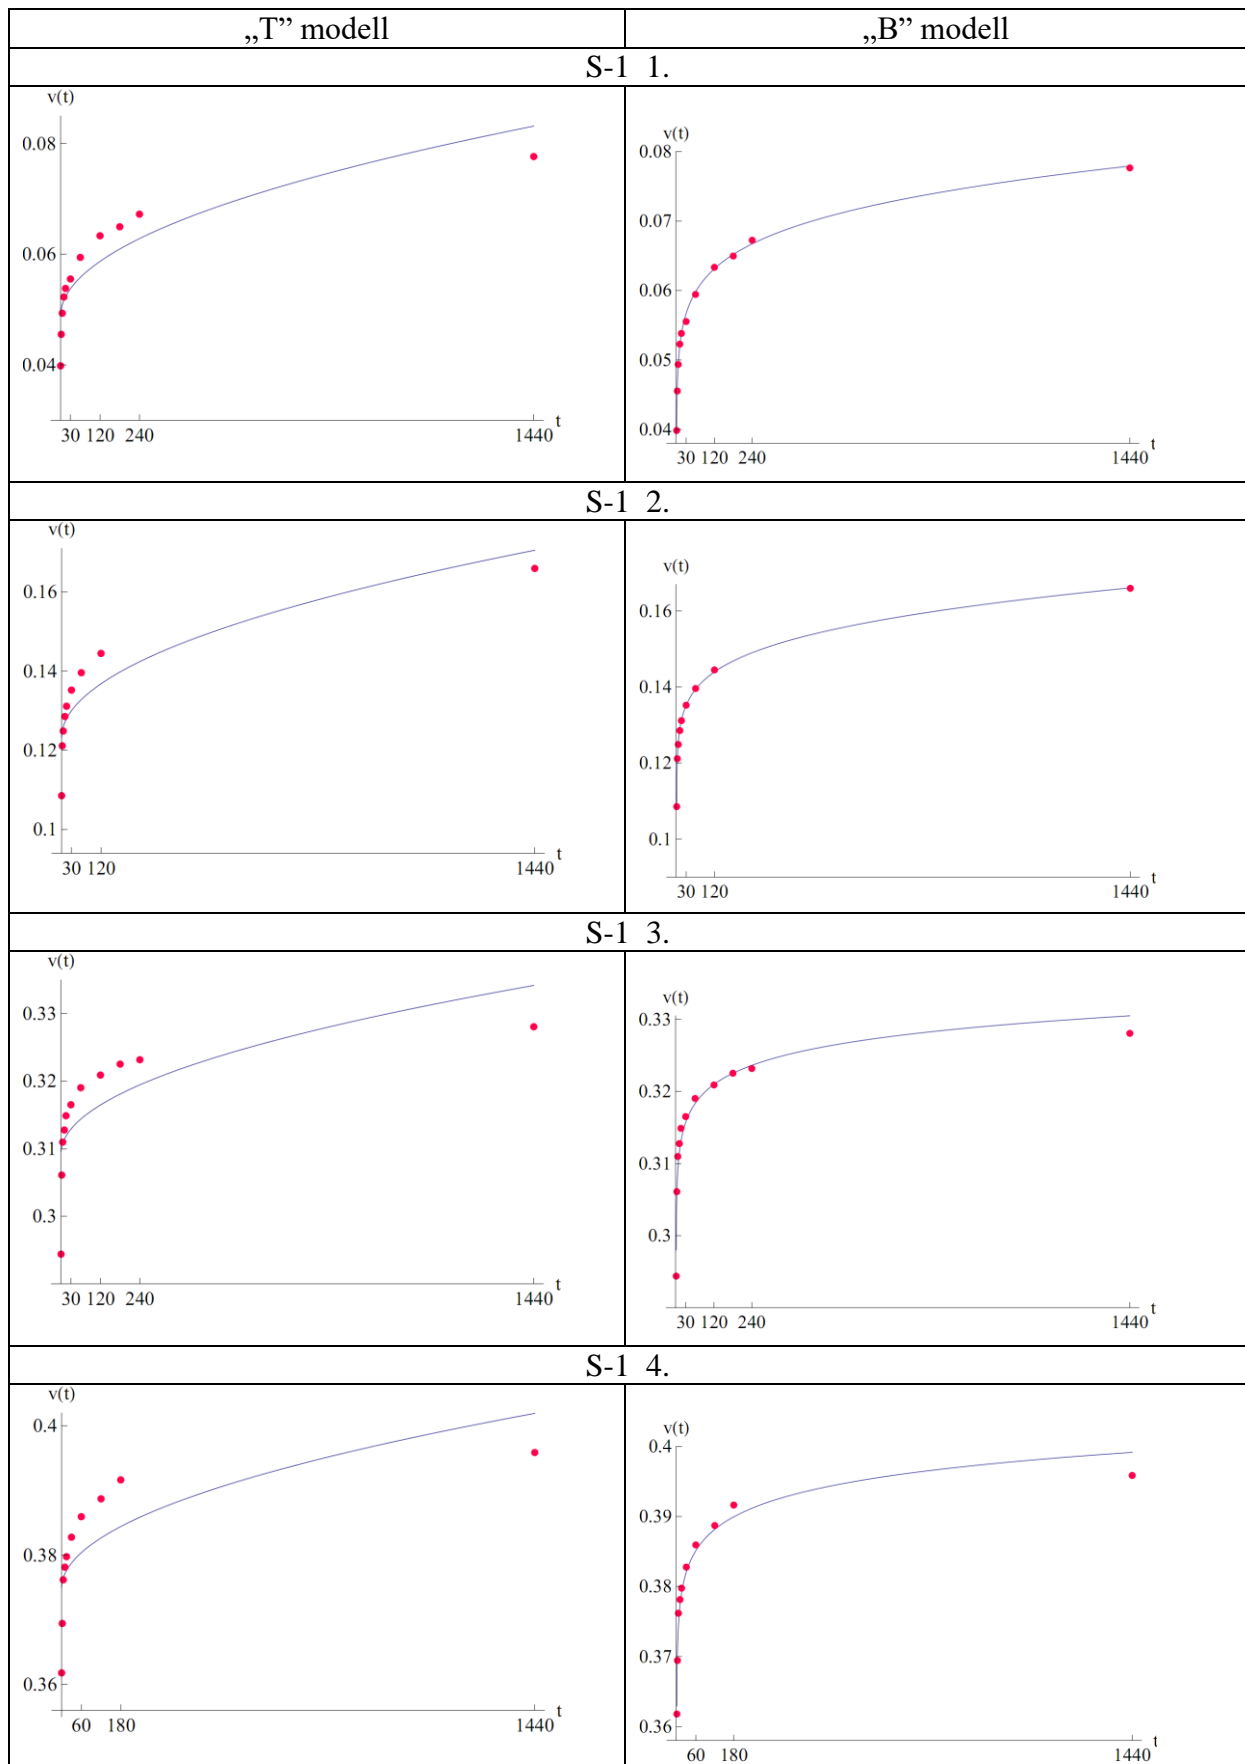 „T” modell „B” modell
S-1 1.
v(t) v(t)
0.08 0.08
0.07
0.06 0.06
0.05
0.04 0.04
t t
30 120 240 1440 30 120 240 1440
S-1 2.
v(t) v(t)
0.16 0.16
0.14 0.14
0.12 0.12
0.1 0.1
t t
30 120 1440 30 120 1440
S-1 3.
v(t) v(t)
0.33 0.33
0.32 0.32
0.31 0.31
0.3 0.3
t t
30 120 240 1440 30 120 240 1440
S-1 4.
v(t) v(t)
0.4 0.4
0.39
0.38 0.38
0.37
0.36 0.36
t t
60 180 1440 60 180 1440